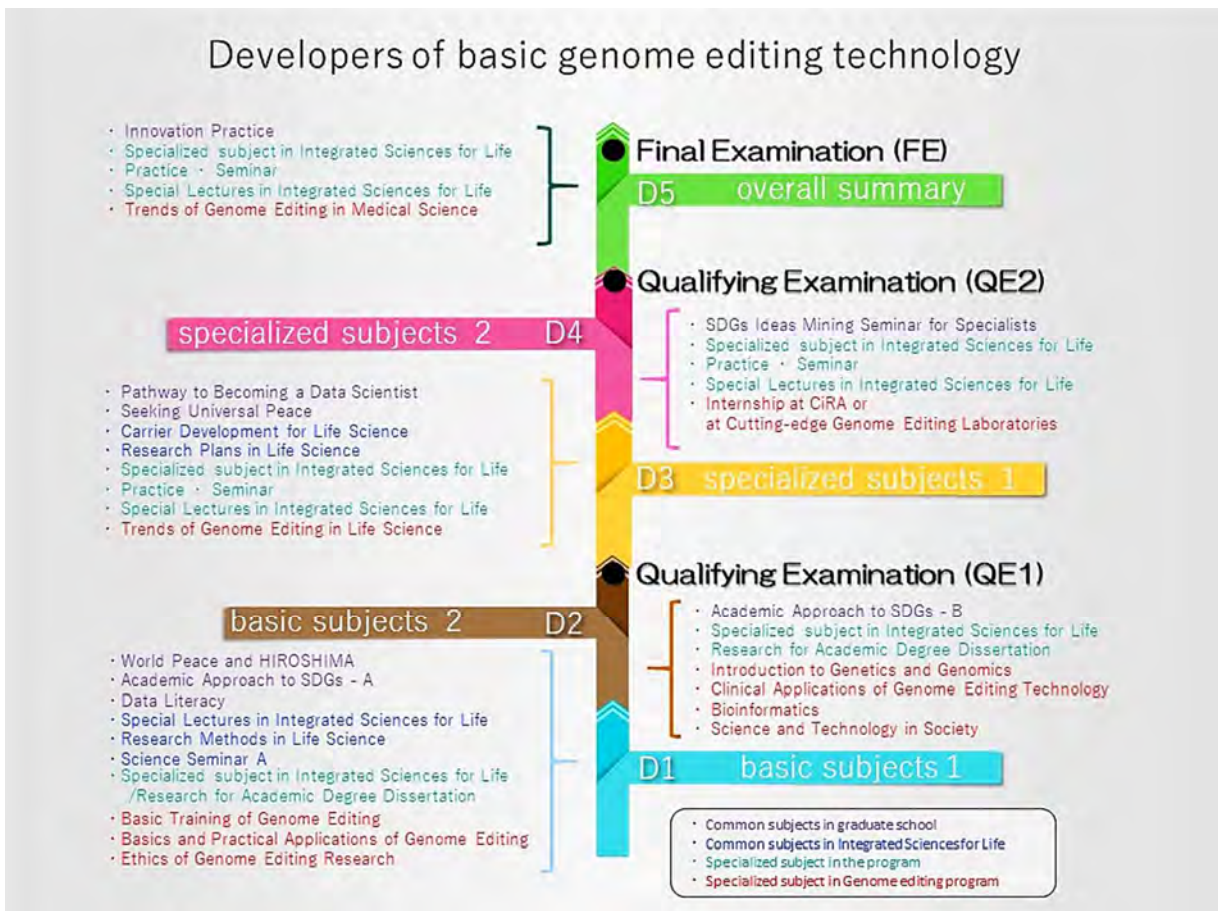 Developers of basic genome editing technology
· Innovation Practice
· Specialized subject in Integrated Sciences for Life
· Practice · Seminar
· Special Lectures in Integrated Sciences for Life
· Trends of Genome Editing in Medical Science
Final Examination (FE)
D5 overall summary
Qualifying Examination (QE2)
specialized subjects 2 D4
· SDGs Ideas Mining Seminar for Specialists
· Specialized subject in Integrated Sciences for Life
· Practice · Seminar
· Special Lectures in Integrated Sciences for Life
· Internship at CiRA or
at Cutting-edge Genome Editing Laboratories
· Pathway to Becoming a Data Scientist
· Seeking Universal Peace
· Carrier Development for Life Science
· Research Plans in Life Science
· Specialized subject in Integrated Sciences for Life
· Practice · Seminar
· Special Lectures in Integrated Sciences for Life
· Trends of Genome Editing in Life Science
D3 specialized subjects 1
Qualifying Examination (QE1)
basic subjects 2 D2
· Academic Approach to SDGs - B
· Specialized subject in Integrated Sciences for Life
· Research for Academic Degree Dissertation
· Introduction to Genetics and Genomics
· Clinical Applications of Genome Editing Technology
· Bioinformatics
· Science and Technology in Society
· World Peace and HIROSHIMA
· Academic Approach to SDGs - A
· Data Literacy
· Special Lectures in Integrated Sciences for Life
· Research Methods in Life Science
· Science Seminar A
· Specialized subject in Integrated Sciences for Life
/Research for Academic Degree Dissertation
· Basic Training of Genome Editing
· Basics and Practical Applications of Genome Editing
· Ethics of Genome Editing Research
D1 basic subjects 1
· Common subjects in graduate school
· Common subjects in Integrated Sciences for Life
· Specialized subject in the program
· Specialized subject in Genome editing program